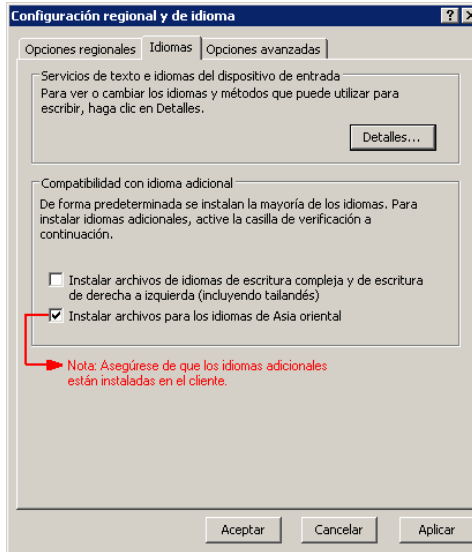 Configuración regional y de idioma
Opciones regionales Idiomas Opciones avanzadas
Servicios de texto e idiomas del dispositivo de entrada
Para ver o cambiar los idiomas y métodos que puede utilizar para
escribir, haga clic en Detalles.
Detalles...
Compatibilidad con idioma adicional
De forma predeterminada se instalan la mayoría de los idiomas. Para
instalar idiomas adicionales, active la casilla de verificación a
continuación.
Instalar archivos de idiomas de escritura compleja y de escritura
de derecha a izquierda (incluyendo tailandés)
Instalar archivos para los idiomas de Asia oriental
Nota: Asegúrese de que los idiomas adicionales
están instaladas en el cliente.
Aceptar Cancelar Aplicar